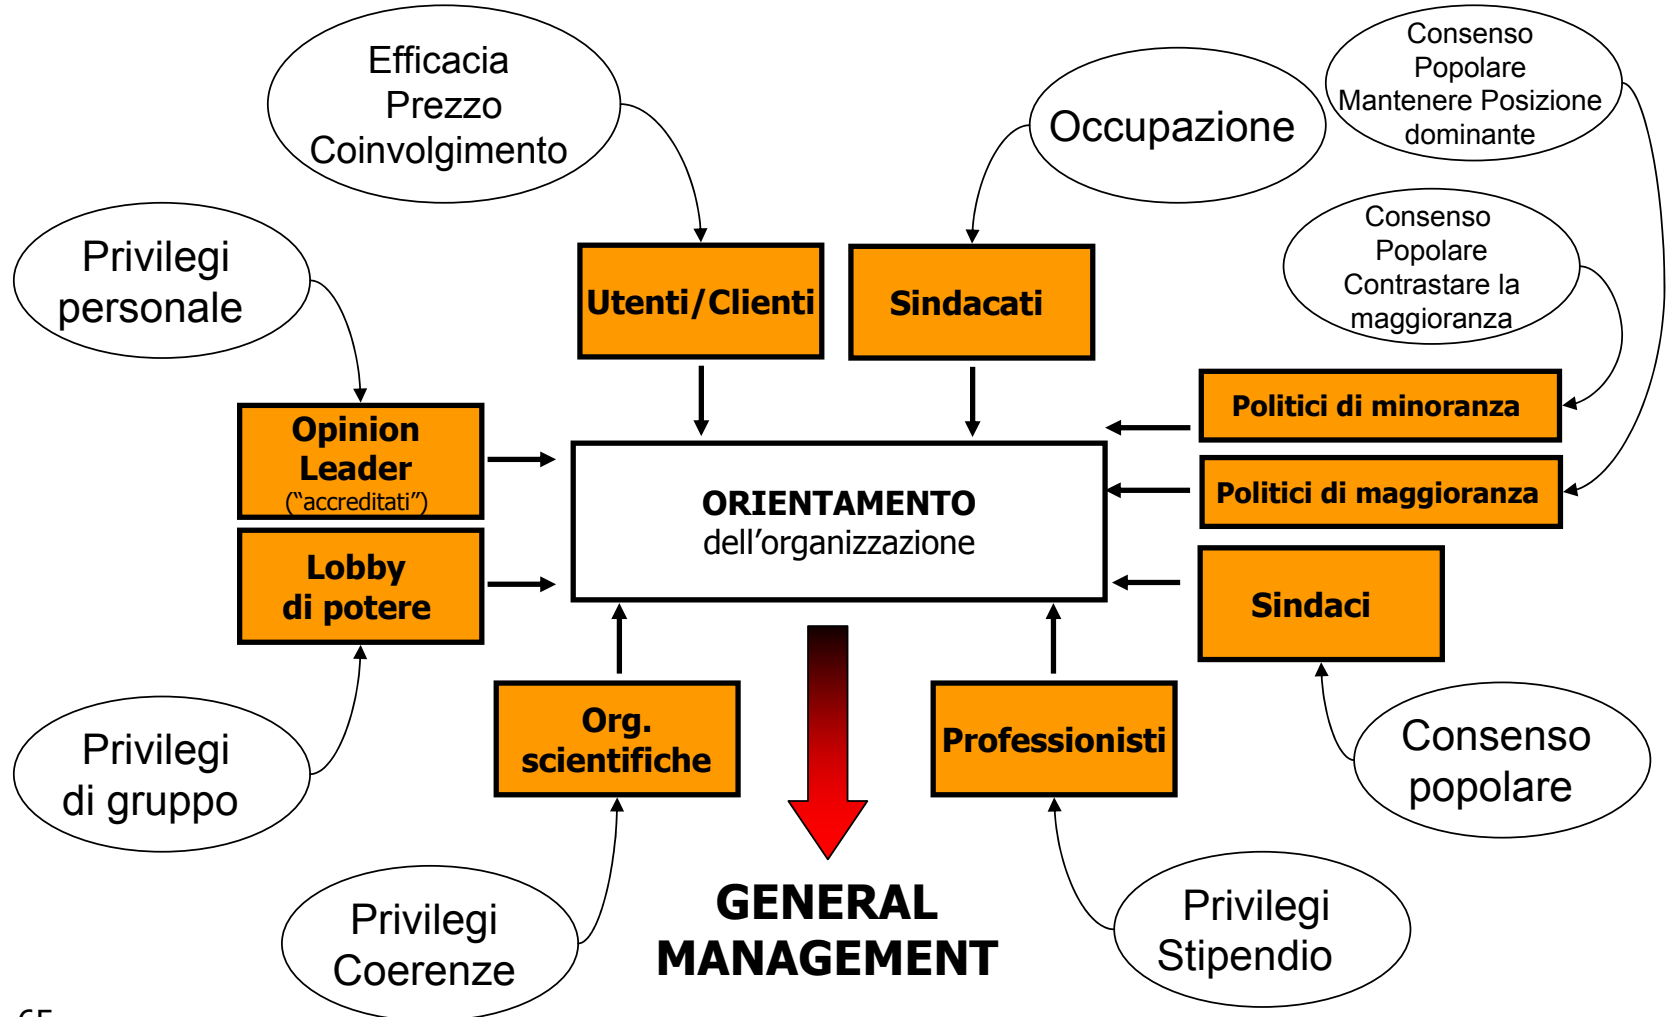 Efficacia
Prezzo
Coinvolgimento
Occupazione
Consenso
Popolare
Mantenere Posizione
dominante
Consenso
Popolare
Contrastare la
maggioranza
Privilegi
personale
Utenti/Clienti
Sindacati
Opinion
Leader
("accreditati")
Politici di minoranza
Politici di maggioranza
ORIENTAMENTO
dell'organizzazione
Lobby
di potere
Sindaci
Org.
scientifiche
Professionisti
Privilegi
di gruppo
Consenso
popolare
Privilegi
Coerenze
GENERAL
MANAGEMENT
Privilegi
Stipendio
65